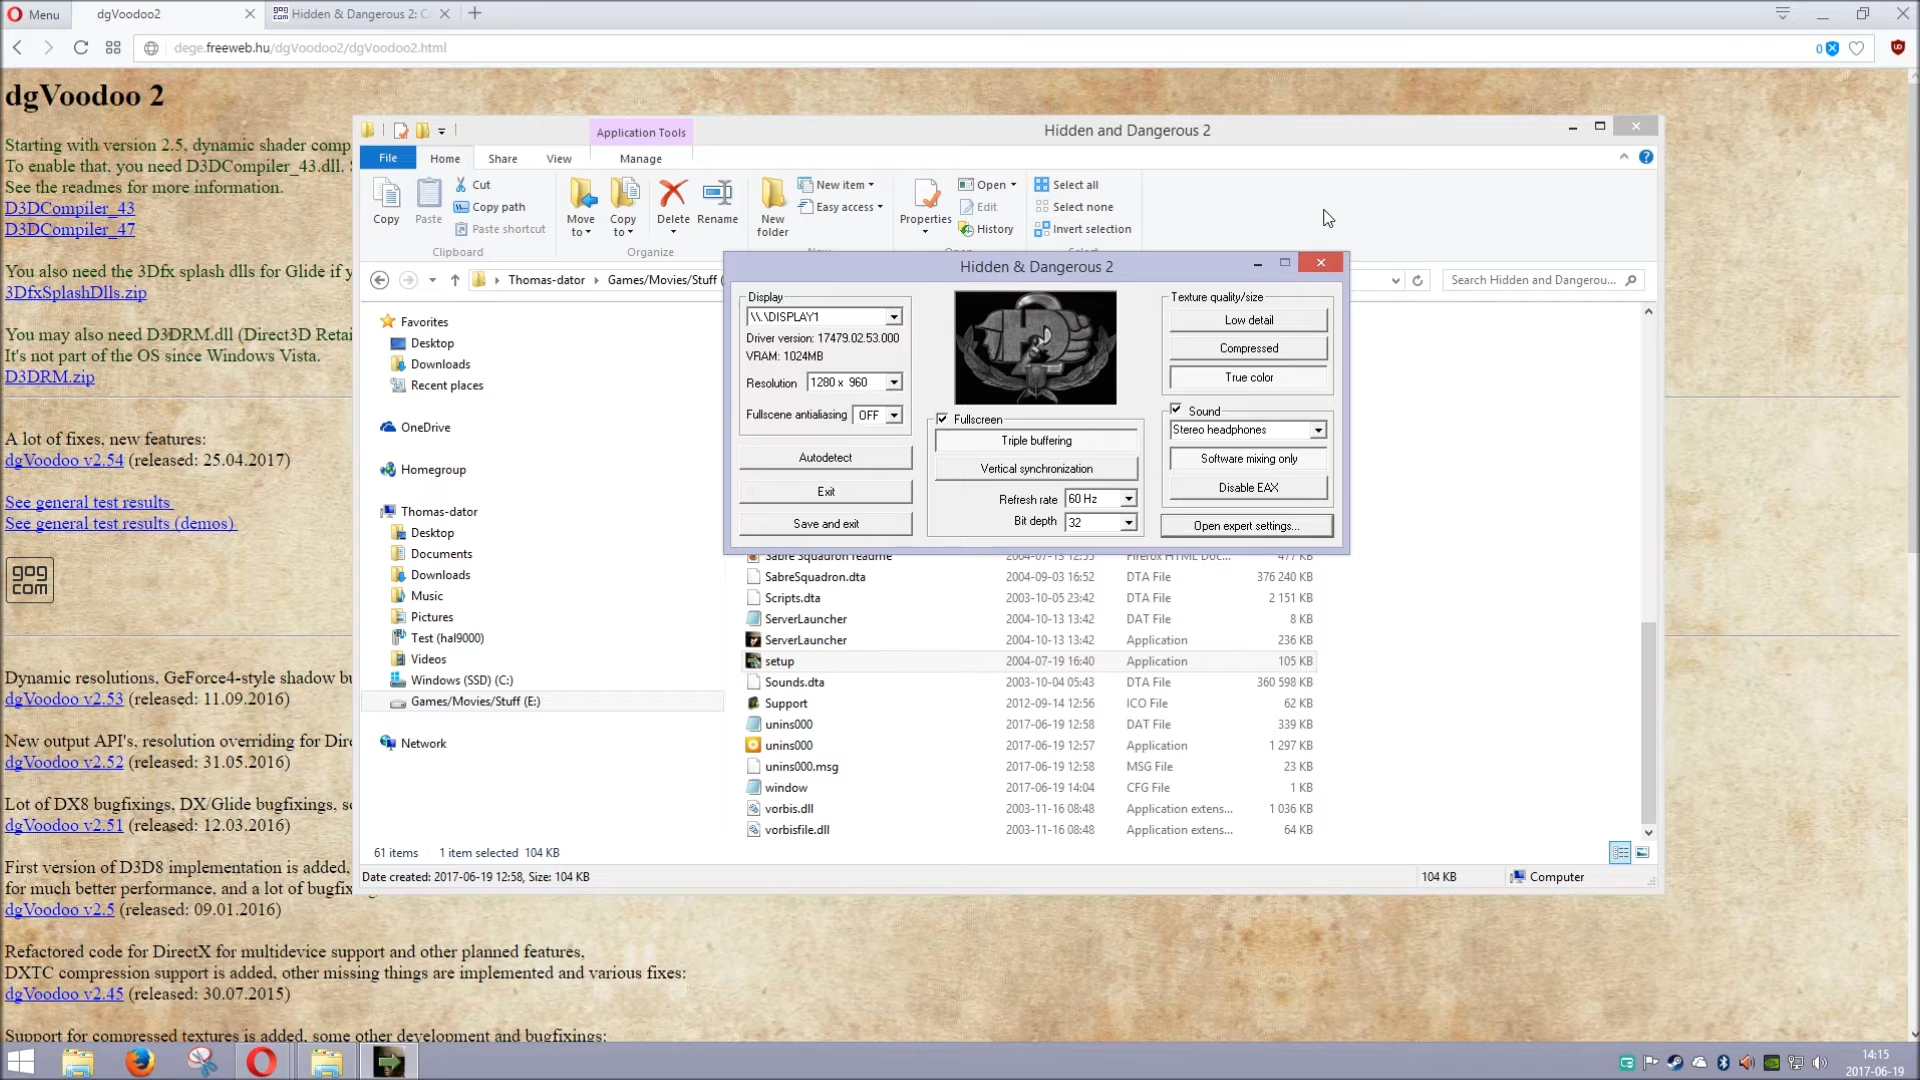 Menu
dgVoodoo2
gog
com
Hidden & Dangerous 2: C
dege.freeweb.hu/dgVoodoo2/dgVoodoo2.html
0
dgVoodoo 2
Starting with version 2.5, dynamic shader comp
To enable that, you need D3DCompiler_43.dll.
See the readmes for more information.
D3DCompiler_43
D3DCompiler_47
You also need the 3Dfx splash dlls for Glide if y
3DfxSplashDlls.zip
You may also need D3DRM.dll (Direct3D Retai
It's not part of the OS since Windows Vista.
D3DRM.zip
A lot of fixes, new features:
dgVoodoo v2.54 (released: 25.04.2017)
See general test results
See general test results (demos)
gog
com
Dynamic resolutions, GeForce4-style shadow bu
dgVoodoo v2.53 (released: 11.09.2016)
New output API's, resolution overriding for Dire
dgVoodoo v2.52 (released: 31.05.2016)
Lot of DX8 bugfixings, DX/Glide bugfixings, sc
dgVoodoo v2.51 (released: 12.03.2016)
First version of D3D8 implementation is added,
for much better performance, and a lot of bugfix
dgVoodoo v2.5 (released: 09.01.2016)
Refactored code for DirectX for multidevice support and other planned features,
DXTC compression support is added, other missing things are implemented and various fixes:
dgVoodoo v2.45 (released: 30.07.2015)
Support for compressed textures is added, some other development and bugfixings:
Application Tools
Hidden and Dangerous 2
File
Home
Share
View
Manage
Copy
Paste
Cut
Copy path
Paste shortcut
Clipboard
Move to
Copy to
Delete
Rename
Organize
New folder
New item
Easy access
Properties
Open
Edit
History
Select all
Select none
Invert selection
Thomas-dator
Games/Movies/Stuff (
Search Hidden and Dangerou...
Favorites
Desktop
Downloads
Recent places
OneDrive
Homegroup
Thomas-dator
Desktop
Documents
Downloads
Music
Pictures
Test (hal9000)
Videos
Windows (SSD) (C:)
Games/Movies/Stuff (E:)
Network
Hidden & Dangerous 2
Display
\\.\DISPLAY1
Driver version: 17479.02.53.000
VRAM: 1024MB
Resolution 1280 x 960
Fullscene antialiasing OFF
Autodetect
Exit
Save and exit
Fullscreen
Triple buffering
Vertical synchronization
Refresh rate 60 Hz
Bit depth 32
Texture quality/size
Low detail
Compressed
True color
Sound
Stereo headphones
Software mixing only
Disable EAX
Open expert settings...
Sabre Squadron readme 2004-07-13 12:55 Firefox HTML Doc... 477 KB
SabreSquadron.dta 2004-09-03 16:52 DTA File 376 240 KB
Scripts.dta 2003-10-05 23:42 DTA File 2 151 KB
ServerLauncher 2004-10-13 13:42 DAT File 8 KB
ServerLauncher 2004-10-13 13:42 Application 236 KB
setup 2004-07-19 16:40 Application 105 KB
Sounds.dta 2003-10-04 05:43 DTA File 360 598 KB
Support 2012-09-14 12:56 ICO File 62 KB
unins000 2017-06-19 12:58 DAT File 339 KB
unins000 2017-06-19 12:57 Application 1 297 KB
unins000.msg 2017-06-19 12:58 MSG File 23 KB
window 2017-06-19 14:04 CFG File 1 KB
vorbis.dll 2003-11-16 08:48 Application extens... 1 036 KB
vorbisfile.dll 2003-11-16 08:48 Application extens... 64 KB
61 items 1 item selected 104 KB
Date created: 2017-06-19 12:58, Size: 104 KB
104 KB
Computer
14:15
2017-06-19